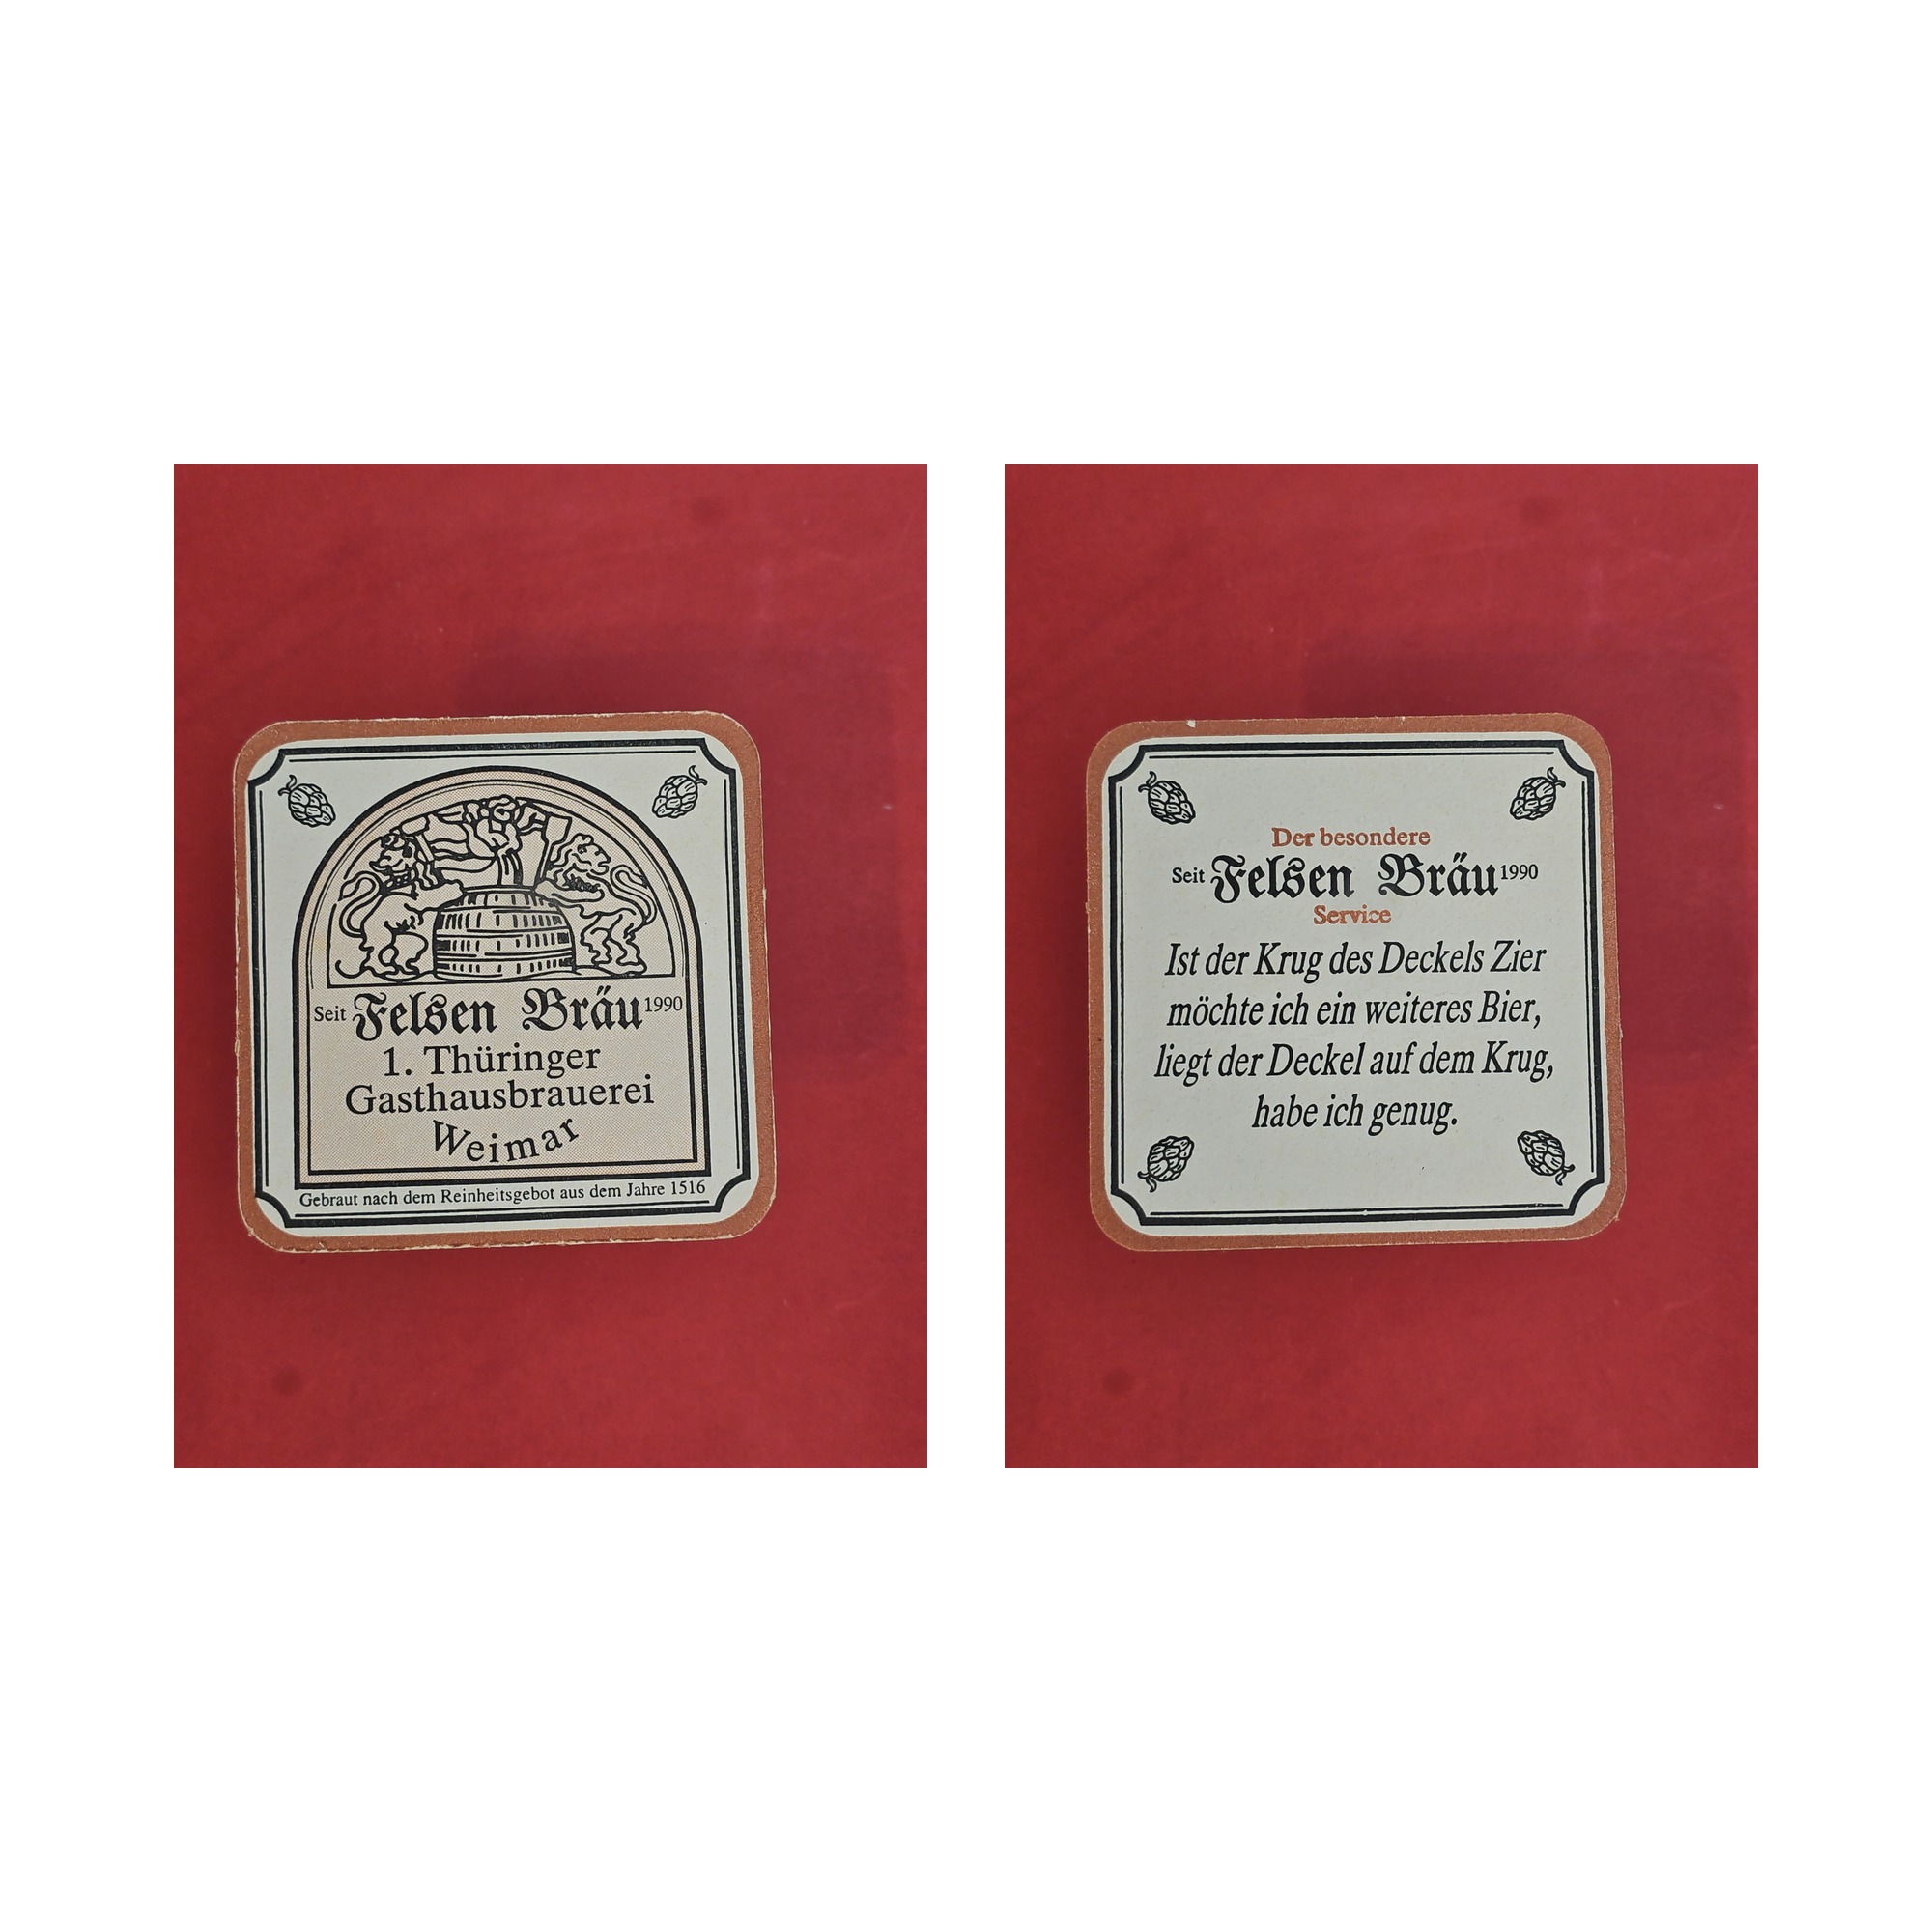 Seit Felsen Bräu 1990
1. Thüringer
Gasthausbrauerei
Weimar
Gebraut nach dem Reinheitsgebot aus dem Jahre 1516
Der besondere
Seit Felsen Bräu 1990
Service
Ist der Krug des Deckels Zier
möchte ich ein weiteres Bier,
liegt der Deckel auf dem Krug,
habe ich genug.